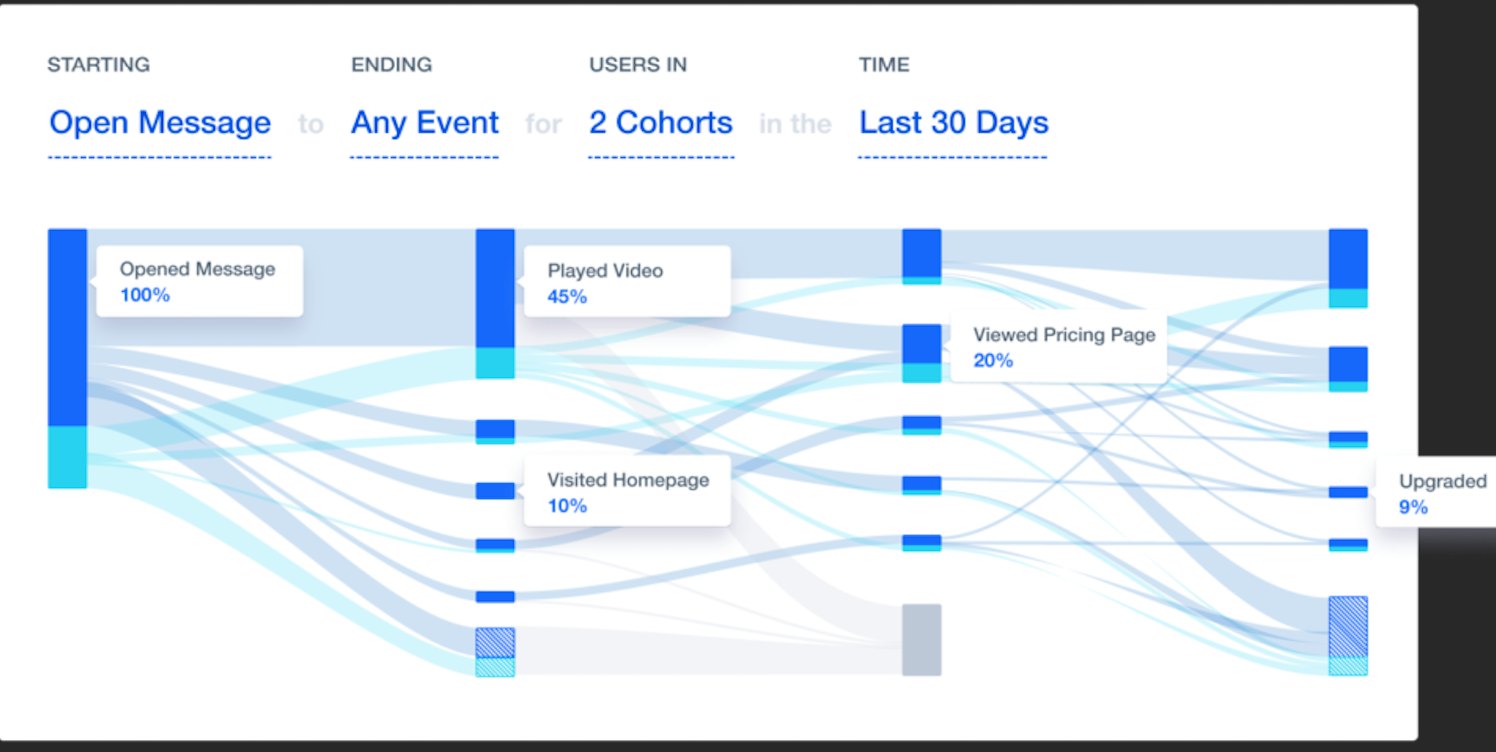 STARTING ENDING USERS IN TIME
Open Message to Any Event for 2 Cohorts in the Last 30 Days
Opened Message
100%
Played Video
45%
Viewed Pricing Page
20%
Visited Homepage
10%
Upgraded
9%